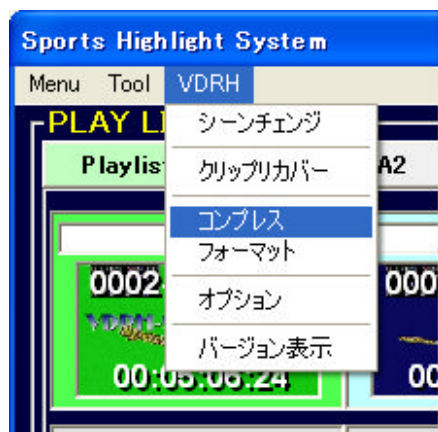 Sports Highlight System
Menu Tool VDRH
PLAY LI
Playlis
A2
シーンチェンジ
クリップリカバー
コンプレス
フォーマット
オプション
バージョン表示
0002
000
00:05:06:24
00